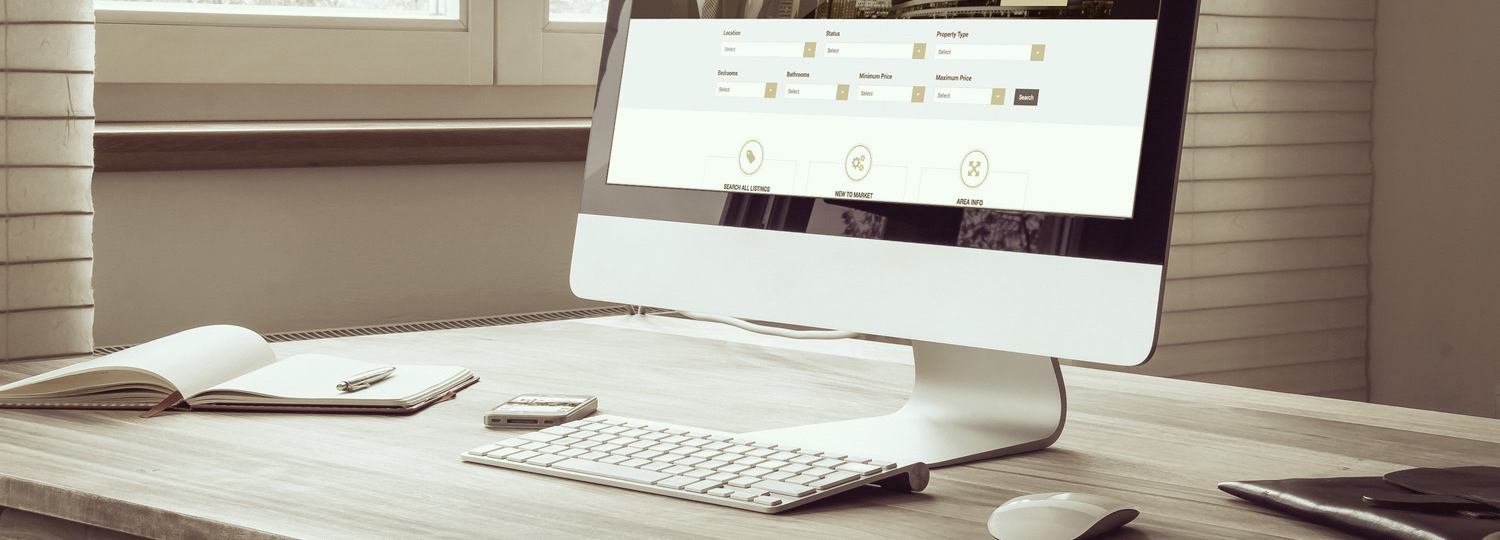 Location Status Property Type
Select Select Select
Bedrooms Bathrooms Minimum Price Maximum Price
Select Select Select Select Search
SEARCH ALL LISTINGS NEW TO MARKET AREA INFO